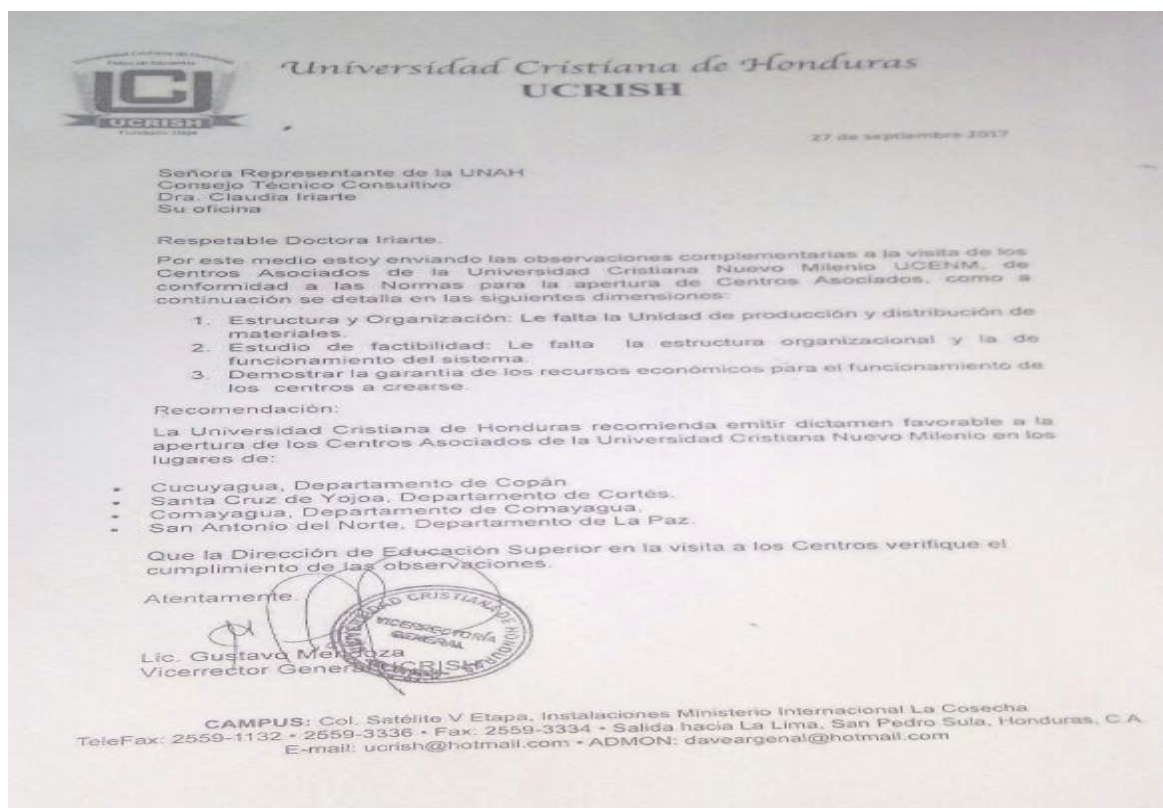 UCRISH
Universidad Cristiana de Honduras
UCRISH
27 de septiembre 2017
Señora Representante de la UNAH
Consejo Técnico Consultivo
Dra. Claudia Iriarte
Su oficina
Respetable Doctora Iriarte.
Por este medio estoy enviando las observaciones complementarias a la visita de los
Centros Asociados de la Universidad Cristiana Nuevo Milenio UCENM, de
conformidad a las Normas para la apertura de Centros Asociados, como a
continuación se detalla en las siguientes dimensiones:
1. Estructura y Organización: Le falta la Unidad de producción y distribución de
materiales.
2. Estudio de factibilidad: Le falta la estructura organizacional y la de
funcionamiento del sistema.
3. Demostrar la garantía de los recursos económicos para el funcionamiento de
los centros a crearse.
Recomendación:
La Universidad Cristiana de Honduras recomienda emitir dictamen favorable a la
apertura de los Centros Asociados de la Universidad Cristiana Nuevo Milenio en los
lugares de:
• Cucuyagua, Departamento de Copán
• Santa Cruz de Yojoa, Departamento de Cortés.
• Comayagua, Departamento de Comayagua.
• San Antonio del Norte, Departamento de La Paz.
Que la Dirección de Educación Superior en la visita a los Centros verifique el
cumplimiento de las observaciones.
Atentamente.
CRISTIANA DE HONDURAS
VICERRECTORÍA
GENERAL
Lic. Gustavo Mendoza
Vicerrector General UCRISH
CAMPUS: Col. Satélite V Etapa, Instalaciones Ministerio Internacional La Cosecha
TeleFax: 2559-1132 • 2559-3336 • Fax: 2559-3334 • Salida hacia La Lima, San Pedro Sula, Honduras, C.A.
E-mail: ucrish@hotmail.com • ADMON: daveargenal@hotmail.com